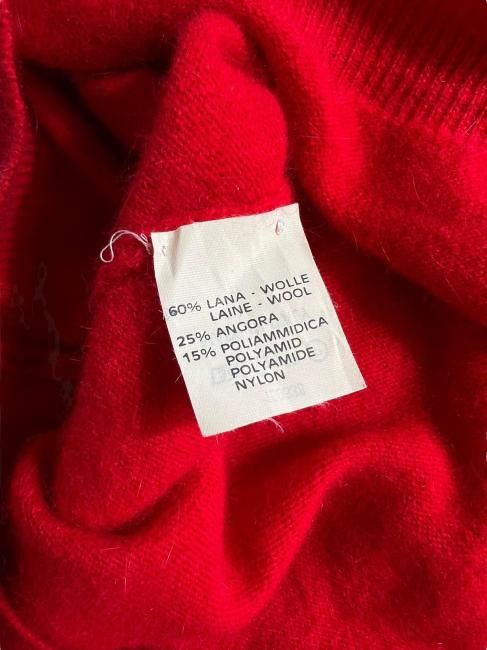 60% LANA - WOLLE
LAINE - WOOL
25% ANGORA
15% POLIAMMIDICA
POLYAMID
POLYAMIDE
NYLON